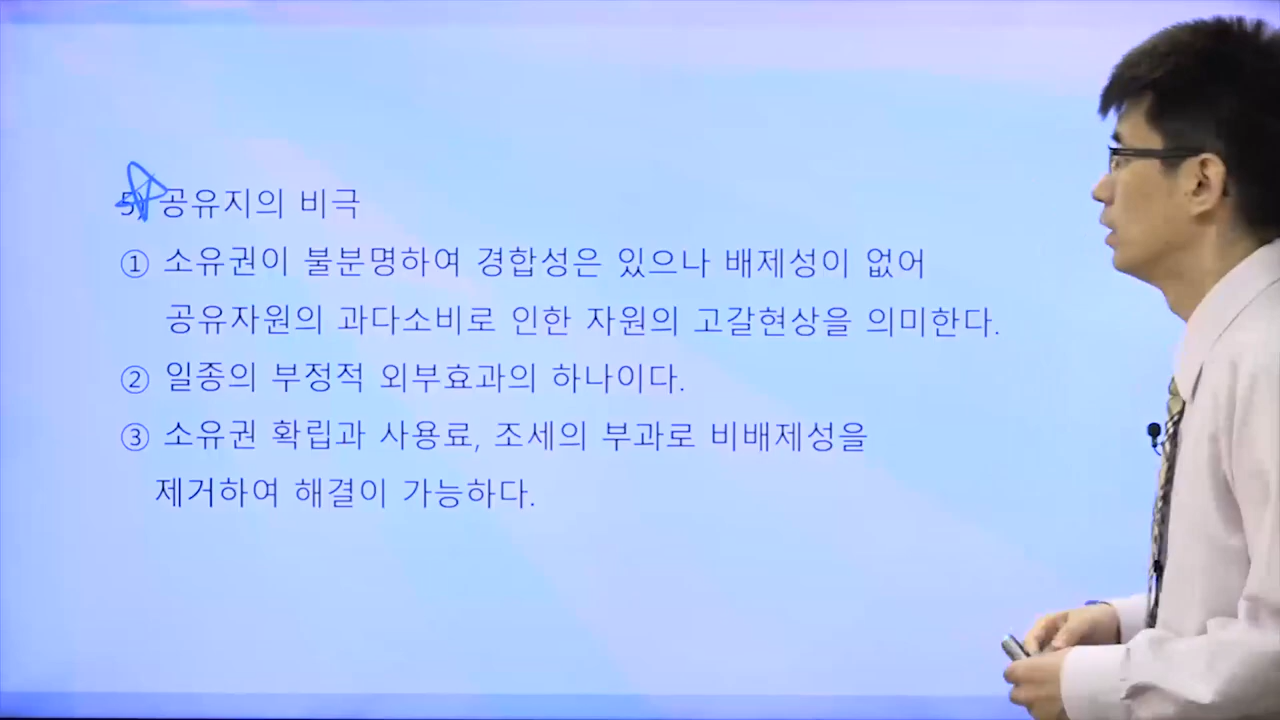 5) 공유지의 비극
① 소유권이 불분명하여 경합성은 있으나 배제성이 없어
공유자원의 과다소비로 인한 자원의 고갈현상을 의미한다.
② 일종의 부정적 외부효과의 하나이다.
③ 소유권 확립과 사용료, 조세의 부과로 비배제성을
제거하여 해결이 가능하다.